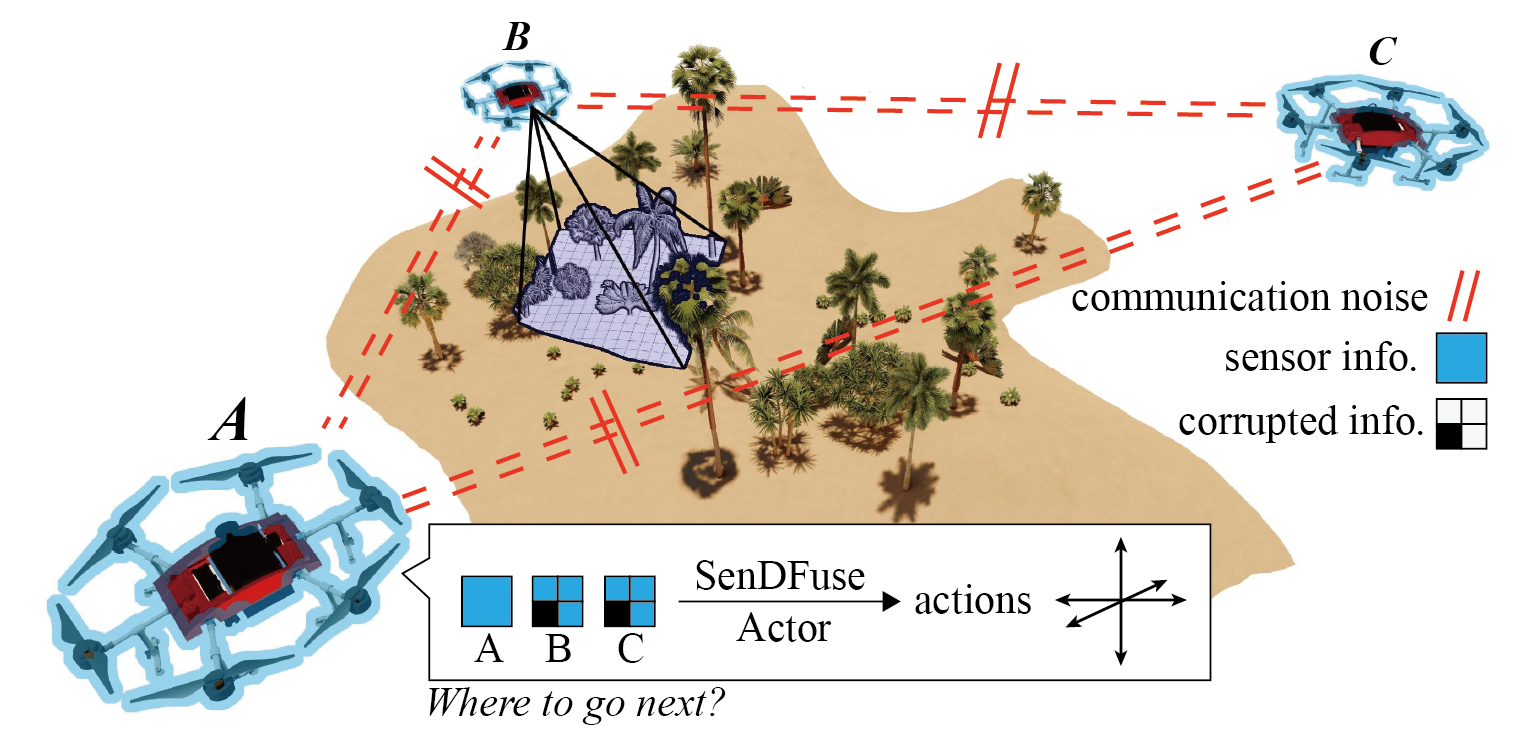 B
C
communication noise
sensor info.
corrupted info.
A
SenDFuse
Actor
actions
A B C
Where to go next?